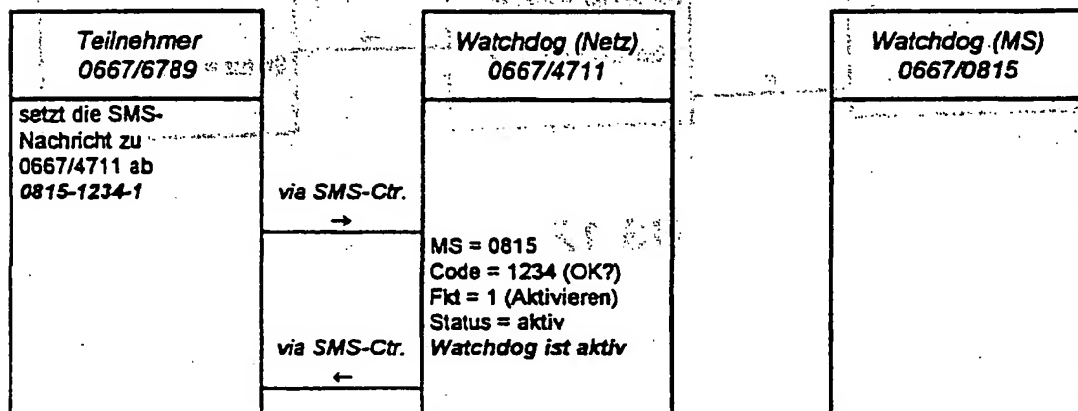 Teilnehmer
0667/6789
Watchdog (Netz)
0667/4711
Watchdog (MS)
0667/0815
setzt die SMS-
Nachricht zu
0667/4711 ab
0815-1234-1
via SMS-Ctr.
→
MS = 0815
Code = 1234 (OK?)
Fkt = 1 (Aktivieren)
Status = aktiv
Watchdog ist aktiv
via SMS-Ctr.
←